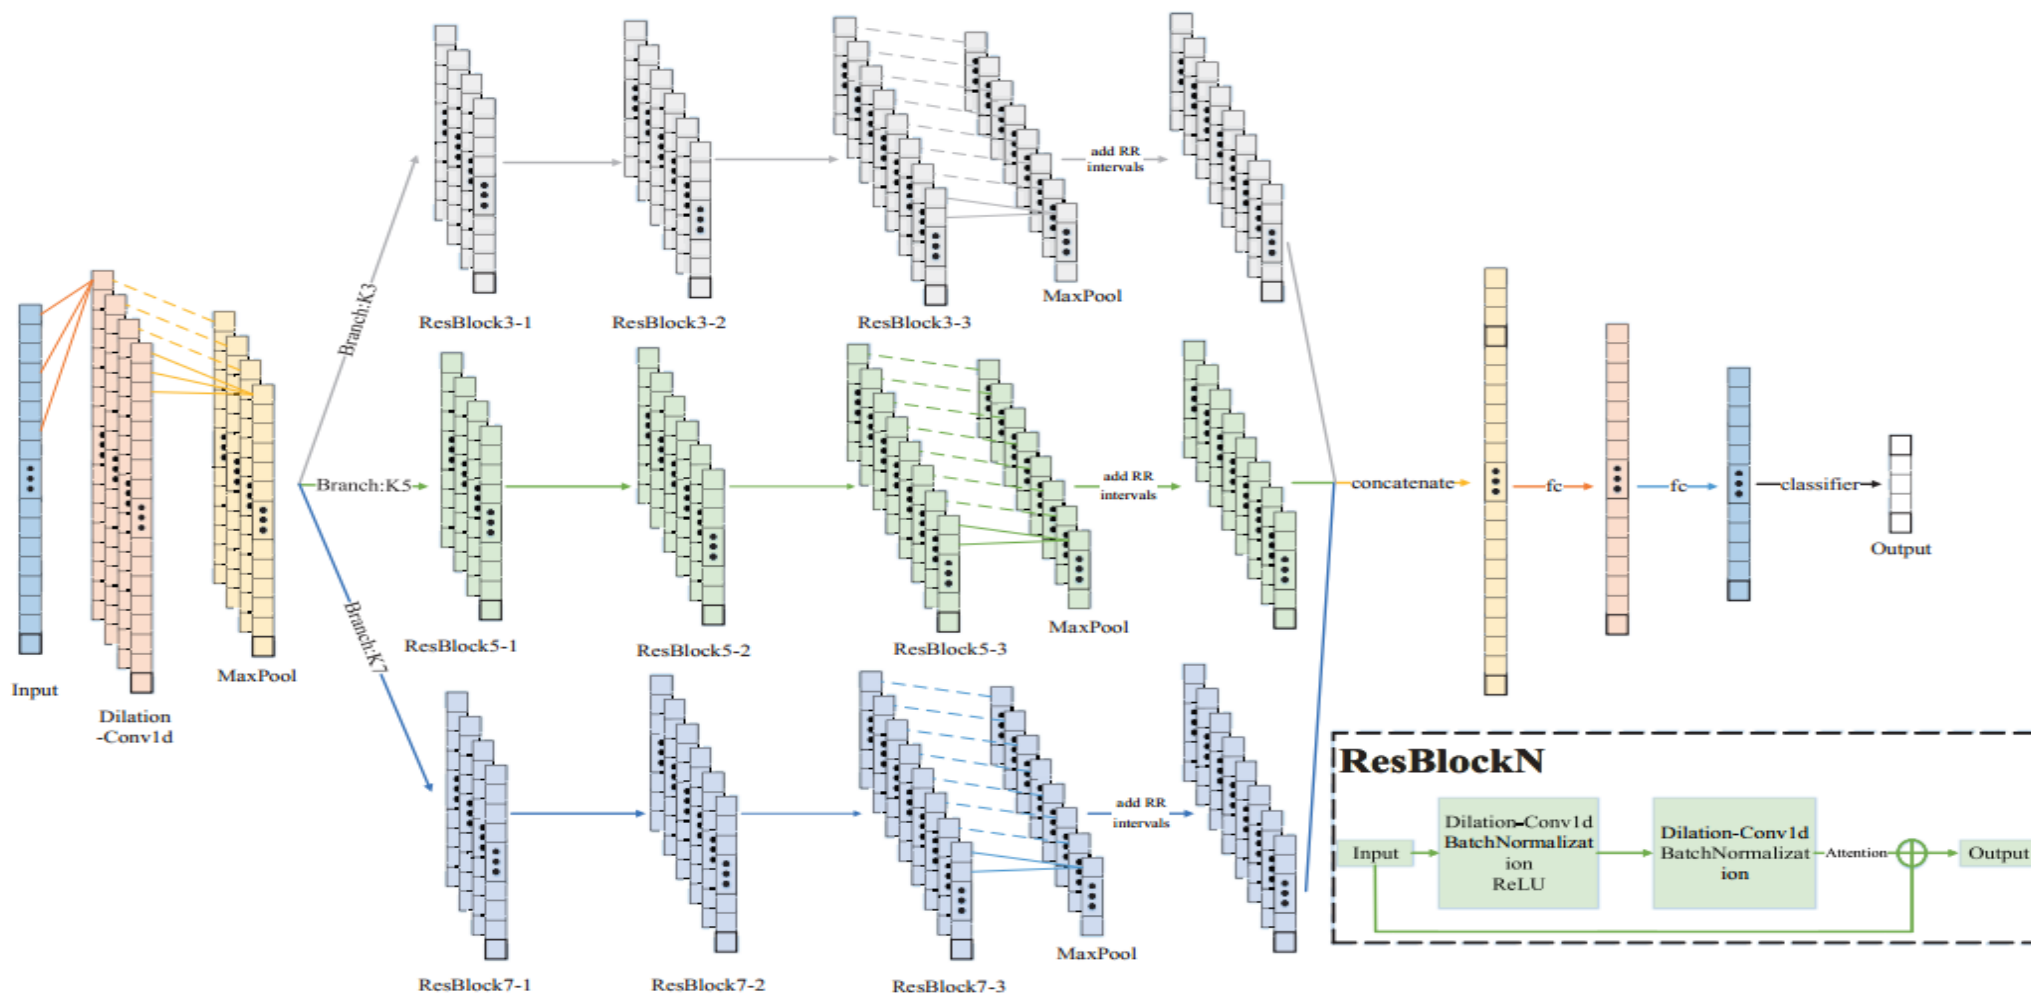 Input
Dilation
-Conv1d
MaxPool
Branch:K3
ResBlock3-1
ResBlock3-2
ResBlock3-3
MaxPool
add RR
intervals
Branch:K5
ResBlock5-1
ResBlock5-2
ResBlock5-3
MaxPool
add RR
intervals
Branch:K7
ResBlock7-1
ResBlock7-2
ResBlock7-3
MaxPool
add RR
intervals
concatenate
fc
fc
classifier
Output
ResBlockN
Input
Dilation-Conv1d
BatchNormalizat
ion
ReLU
Dilation-Conv1d
BatchNormalizat
ion
Attention
Output